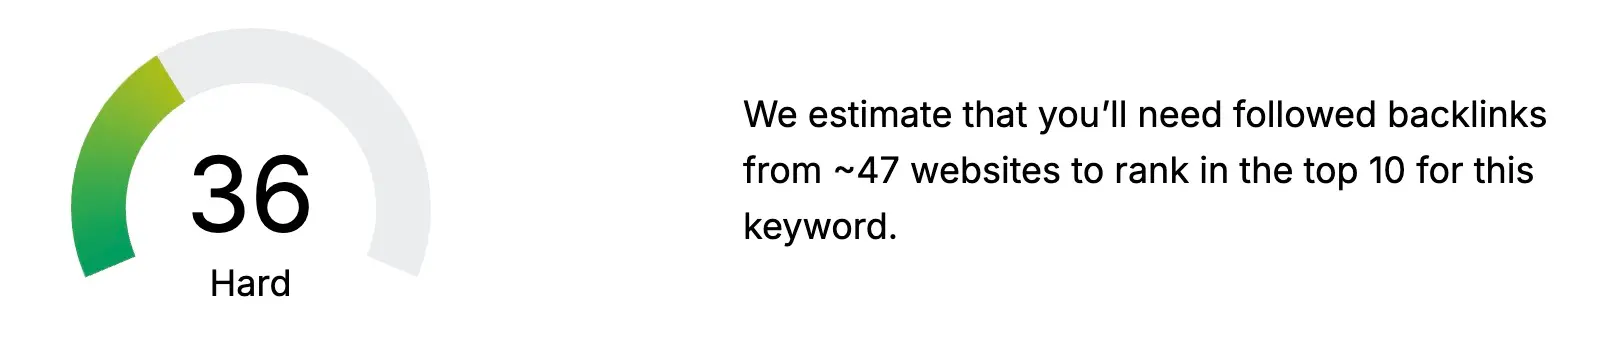 36
Hard
We estimate that you’ll need followed backlinks
from ~47 websites to rank in the top 10 for this
keyword.